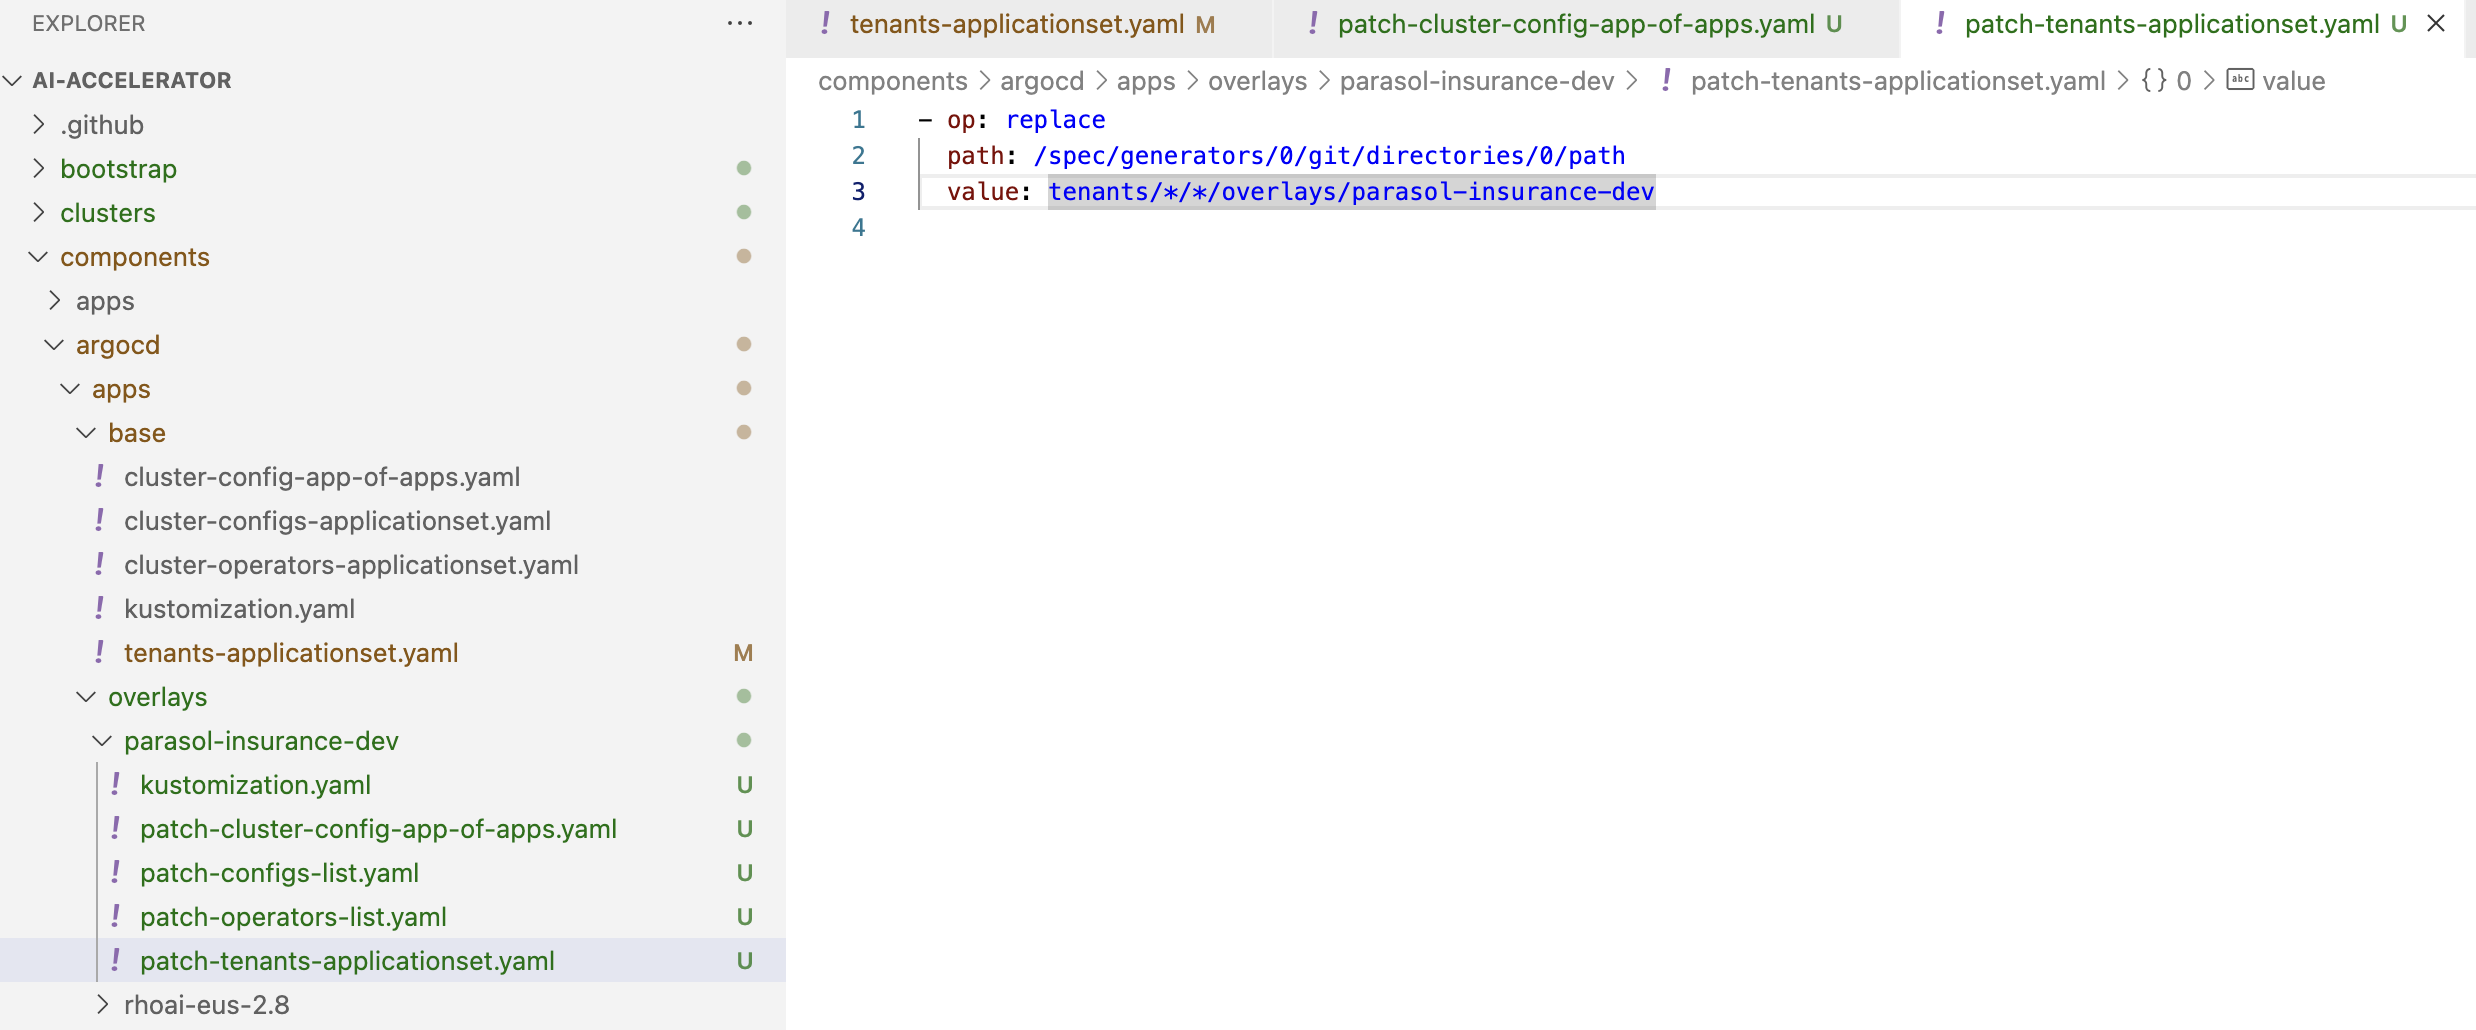 EXPLORER
AI-ACCELERATOR
.github
bootstrap
clusters
components
apps
argocd
apps
base
! cluster-config-app-of-apps.yaml
! cluster-configs-applicationset.yaml
! cluster-operators-applicationset.yaml
! kustomization.yaml
! tenants-applicationset.yaml M
overlays
parasol-insurance-dev
! kustomization.yaml U
! patch-cluster-config-app-of-apps.yaml U
! patch-configs-list.yaml U
! patch-operators-list.yaml U
! patch-tenants-applicationset.yaml U
rhoai-eus-2.8
! tenants-applicationset.yaml M
! patch-cluster-config-app-of-apps.yaml U
! patch-tenants-applicationset.yaml U
components > argocd > apps > overlays > parasol-insurance-dev > ! patch-tenants-applicationset.yaml > {} 0 > abc value
1 - op: replace
2 path: /spec/generators/0/git/directories/0/path
3 value: tenants/*/*/overlays/parasol-insurance-dev
4